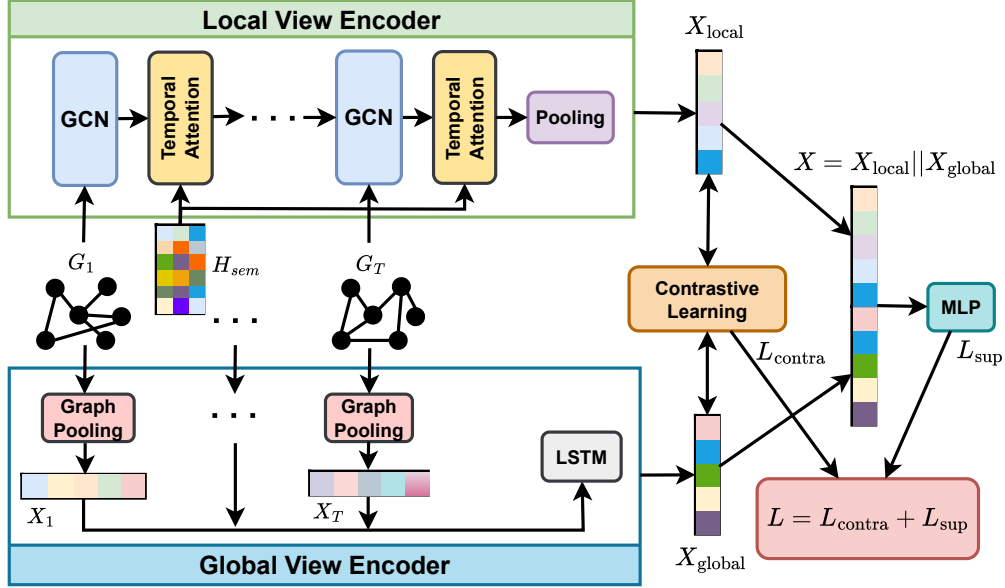 Local View Encoder
GCN
Temporal
Attention
. . .
GCN
Temporal
Attention
Pooling
X_local
X = X_local||X_global
G_1
H_sem
G_T
. . .
Contrastive
Learning
MLP
L_contra
L_sup
Graph
Pooling
. . .
Graph
Pooling
LSTM
X_1
X_T
X_global
L = L_contra + L_sup
Global View Encoder